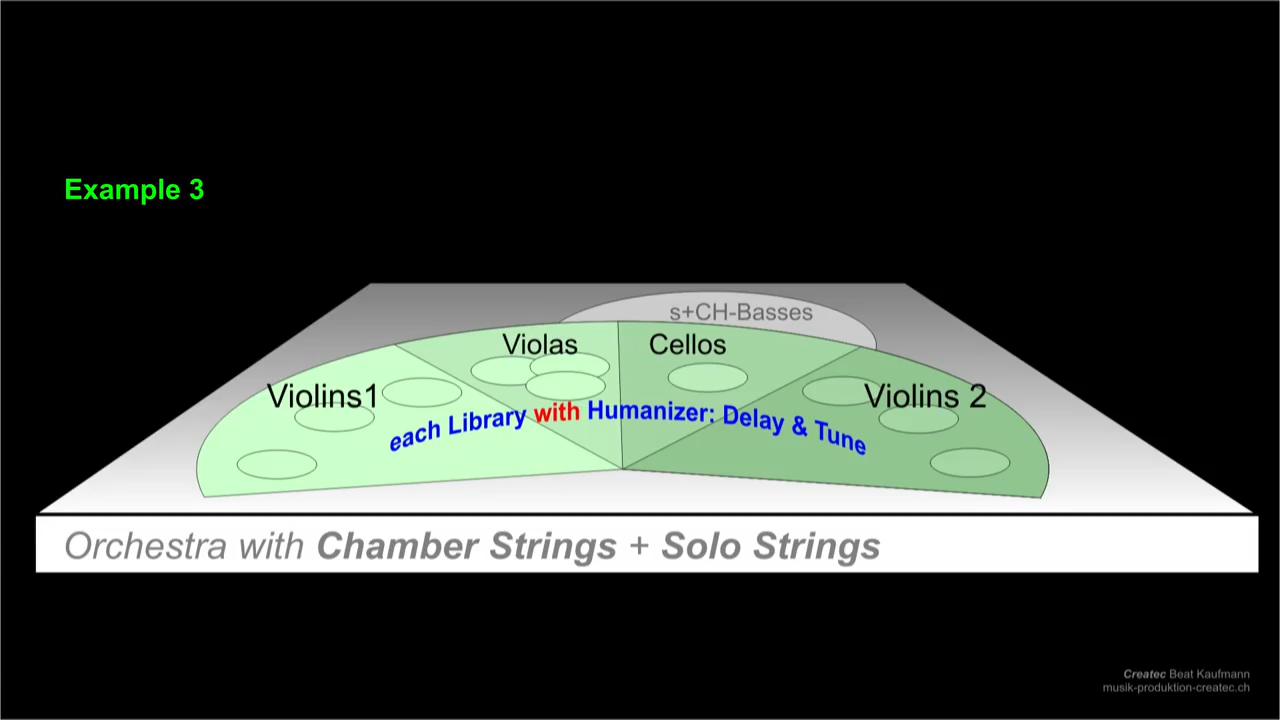 Example 3
s+CH-Basses
Violas
Cellos
Violins1
Violins 2
each Library with Humanizer: Delay & Tune
Orchestra with Chamber Strings + Solo Strings
Createc Beat Kaufmann
musik-produktion-createc.ch